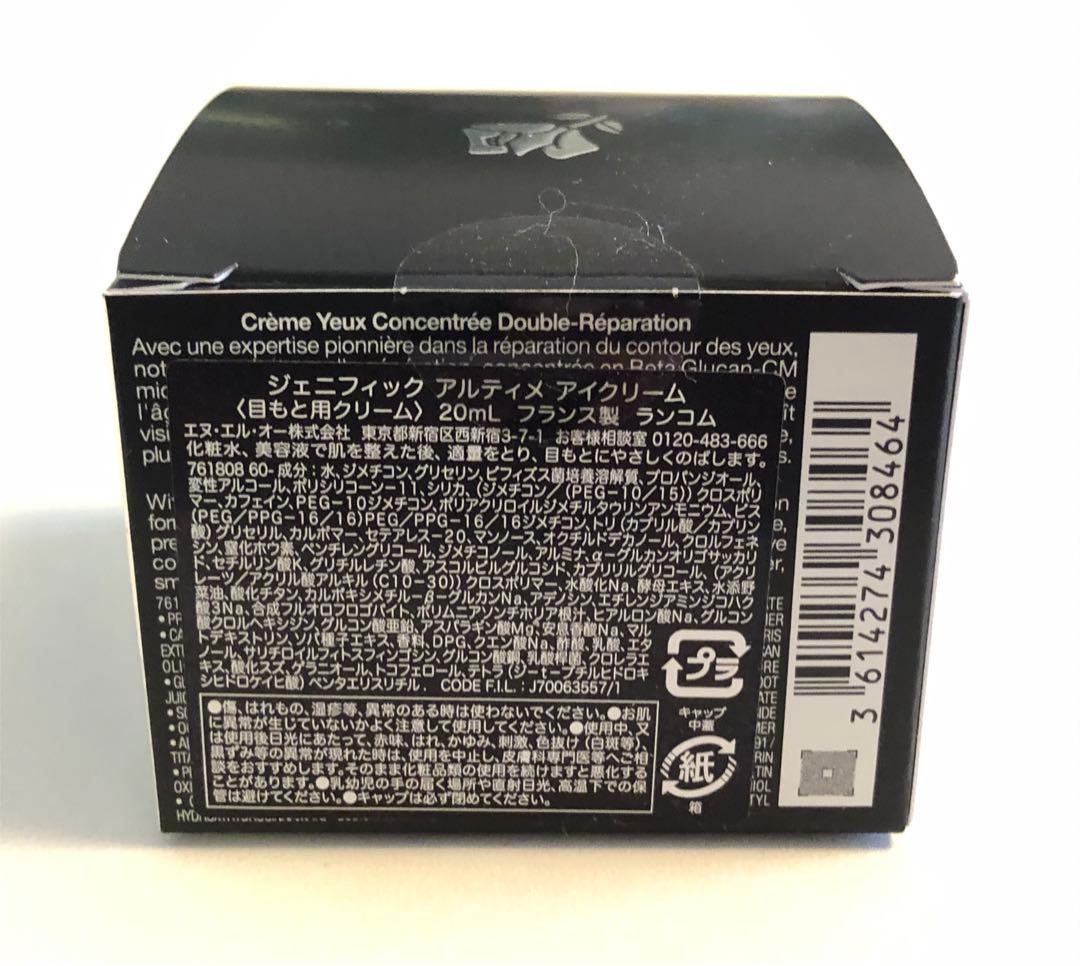 Crème Yeux Concentrée Double-Réparation
Avec une expertise pionnière dans la réparation du contour des yeux,
concentrée en Beta-Glucan-CM
ジェニフィック アルティメ アイクリーム
〈目もと用クリーム〉 20mL フランス製 ランコム
エヌ・エル・オー株式会社 東京都新宿区西新宿3-7-1 お客様相談室 0120-483-666
化粧水、美容液で肌を整えた後、適量をとり、目もとにやさしくのばします。
761808 60- 成分：水、ジメチコン、グリセリン、ビフィズス菌培養溶解質、プロパンジオール、
変性アルコール、ポリシリコーン-11、シリカ、(ジメチコン／(PEG-10／15)) クロスポリ
マー、カフェイン、PEG-10ジメチコン、ポリアクリロイルジメチルタウリンアンモニウム、ビス
(PEG／PPG-16／16)PEG／PPG-16／16ジメチコン、トリ(カプリル酸／カプリン
酸)グリセリル、カルボマー、セテアレス-20、マンノース、オクチルドデカノール、クロルフェネ
シン、窒化ホウ素、ペンチレングリコール、ジメチコノール、アルミナ、α-グルカンオリゴサッカリ
ド、セチルリン酸K、グリチルレチン酸、アスコルビルグルコシド、カプリリルグリコール、(アクリ
レーツ／アクリル酸アルキル(C10-30)) クロスポリマー、水酸化Na、酵母エキス、水添野
菜油、酸化チタン、カルボキシメチル-β-グルカンNa、アデノシン、エチレンジアミンジコハク
酸3Na、合成フルオロフロゴパイト、ポリムニアソンチホリア根汁、ヒアルロン酸Na、グルコン
酸クロルヘキシジン、グルコン酸亜鉛、アスパラギン酸Mg、安息香酸Na、マル
トデキストリン、ソバ種子エキス、香料、DPG、クエン酸Na、酢酸、乳酸、エタ
ノール、サリチロイルフィトスフィンゴシン、グルコン酸銅、乳酸桿菌、クロレラエ
キス、酸化スズ、ゲラニオール、トコフェロール、テトラ(ジ-t-ブチルヒドロキ
シヒドロケイヒ酸) ペンタエリスリチル. CODE F.I.L. : J70063557/1
●傷、はれもの、湿疹等、異常のある時は使わないでください。●お肌
に異常が生じていないかよく注意して使用してください。●使用中、又
は使用後日光にあたって、赤味、はれ、かゆみ、刺激、色抜け(白斑等)、
黒ずみ等の異常が現れた時は、使用を中止し、皮膚科専門医等へご相
談をおすすめします。そのまま化粧品類の使用を続けますと悪化する
ことがあります。●乳幼児の手の届く場所や直射日光、高温下での保
管は避けてください。●キャップは必ず閉めてください。
プラ
キャップ
中蓋
紙
箱
3 614274 308464